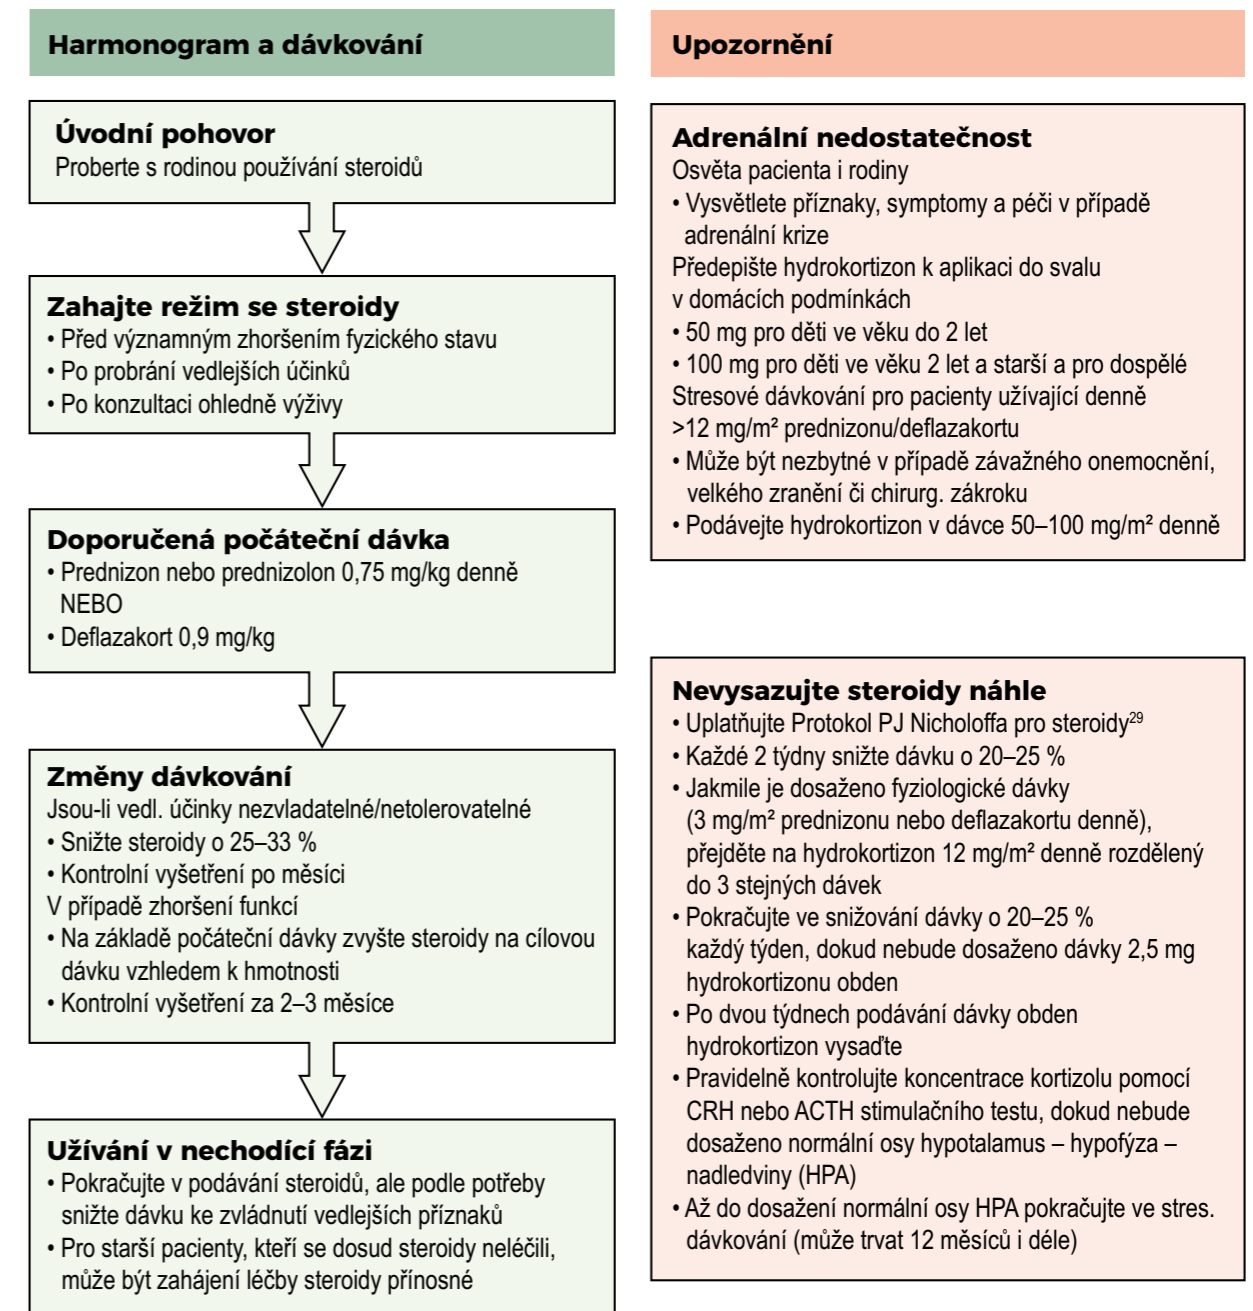 Harmonogram a dávkování
Úvodní pohovor
Proberte s rodinou používání steroidů
Zahajte režim se steroidy
• Před významným zhoršením fyzického stavu
• Po probrání vedlejších účinků
• Po konzultaci ohledně výživy
Doporučená počáteční dávka
• Prednizon nebo prednizolon 0,75 mg/kg denně
NEBO
• Deflazakort 0,9 mg/kg
Změny dávkování
Jsou-li vedl. účinky nezvladatelné/netolerovatelné
• Snižte steroidy o 25–33 %
• Kontrolní vyšetření po měsíci
V případě zhoršení funkcí
• Na základě počáteční dávky zvyšte steroidy na cílovou
dávku vzhledem k hmotnosti
• Kontrolní vyšetření za 2–3 měsíce
Užívání v nechodící fázi
• Pokračujte v podávání steroidů, ale podle potřeby
snižte dávku ke zvládnutí vedlejších příznaků
• Pro starší pacienty, kteří se dosud steroidy neléčili,
může být zahájení léčby steroidy přínosné
Upozornění
Adrenální nedostatečnost
Osvěta pacienta i rodiny
• Vysvětlete příznaky, symptomy a péči v případě
adrenální krize
Předepište hydrokortizon k aplikaci do svalu
v domácích podmínkách
• 50 mg pro děti ve věku do 2 let
• 100 mg pro děti ve věku 2 let a starší a pro dospělé
Stresové dávkování pro pacienty užívající denně
>12 mg/m² prednizonu/deflazakortu
• Může být nezbytné v případě závažného onemocnění,
velkého zranění či chirurg. zákroku
• Podávejte hydrokortizon v dávce 50–100 mg/m² denně
Nevysazujte steroidy náhle
• Uplatňujte Protokol PJ Nicholoffa pro steroidy²⁹
• Každé 2 týdny snižte dávku o 20–25 %
• Jakmile je dosaženo fyziologické dávky
(3 mg/m² prednizonu nebo deflazakortu denně),
přejděte na hydrokortizon 12 mg/m² denně rozdělený
do 3 stejných dávek
• Pokračujte ve snižování dávky o 20–25 %
každý týden, dokud nebude dosaženo dávky 2,5 mg
hydrokortizonu obden
• Po dvou týdnech podávání dávky obden
hydrokortizon vysaďte
• Pravidelně kontrolujte koncentrace kortizolu pomocí
CRH nebo ACTH stimulačního testu, dokud nebude
dosaženo normální osy hypotalamus – hypofýza –
nadledviny (HPA)
• Až do dosažení normální osy HPA pokračujte ve stres.
dávkování (může trvat 12 měsíců i déle)